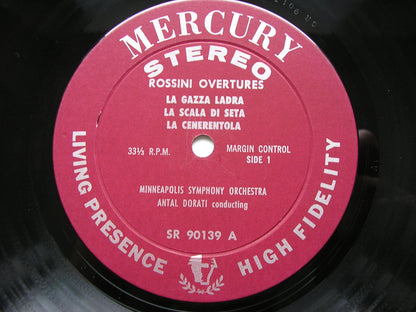 MERCURY
STEREO
ROSSINI OVERTURES
LA GAZZA LADRA
LA SCALA DI SETA
LA CENERENTOLA
33⅓ R.P.M.
MARGIN CONTROL
SIDE 1
MINNEAPOLIS SYMPHONY ORCHESTRA
ANTAL DORATI conducting
SR 90139 A
LIVING PRESENCE
HIGH FIDELITY